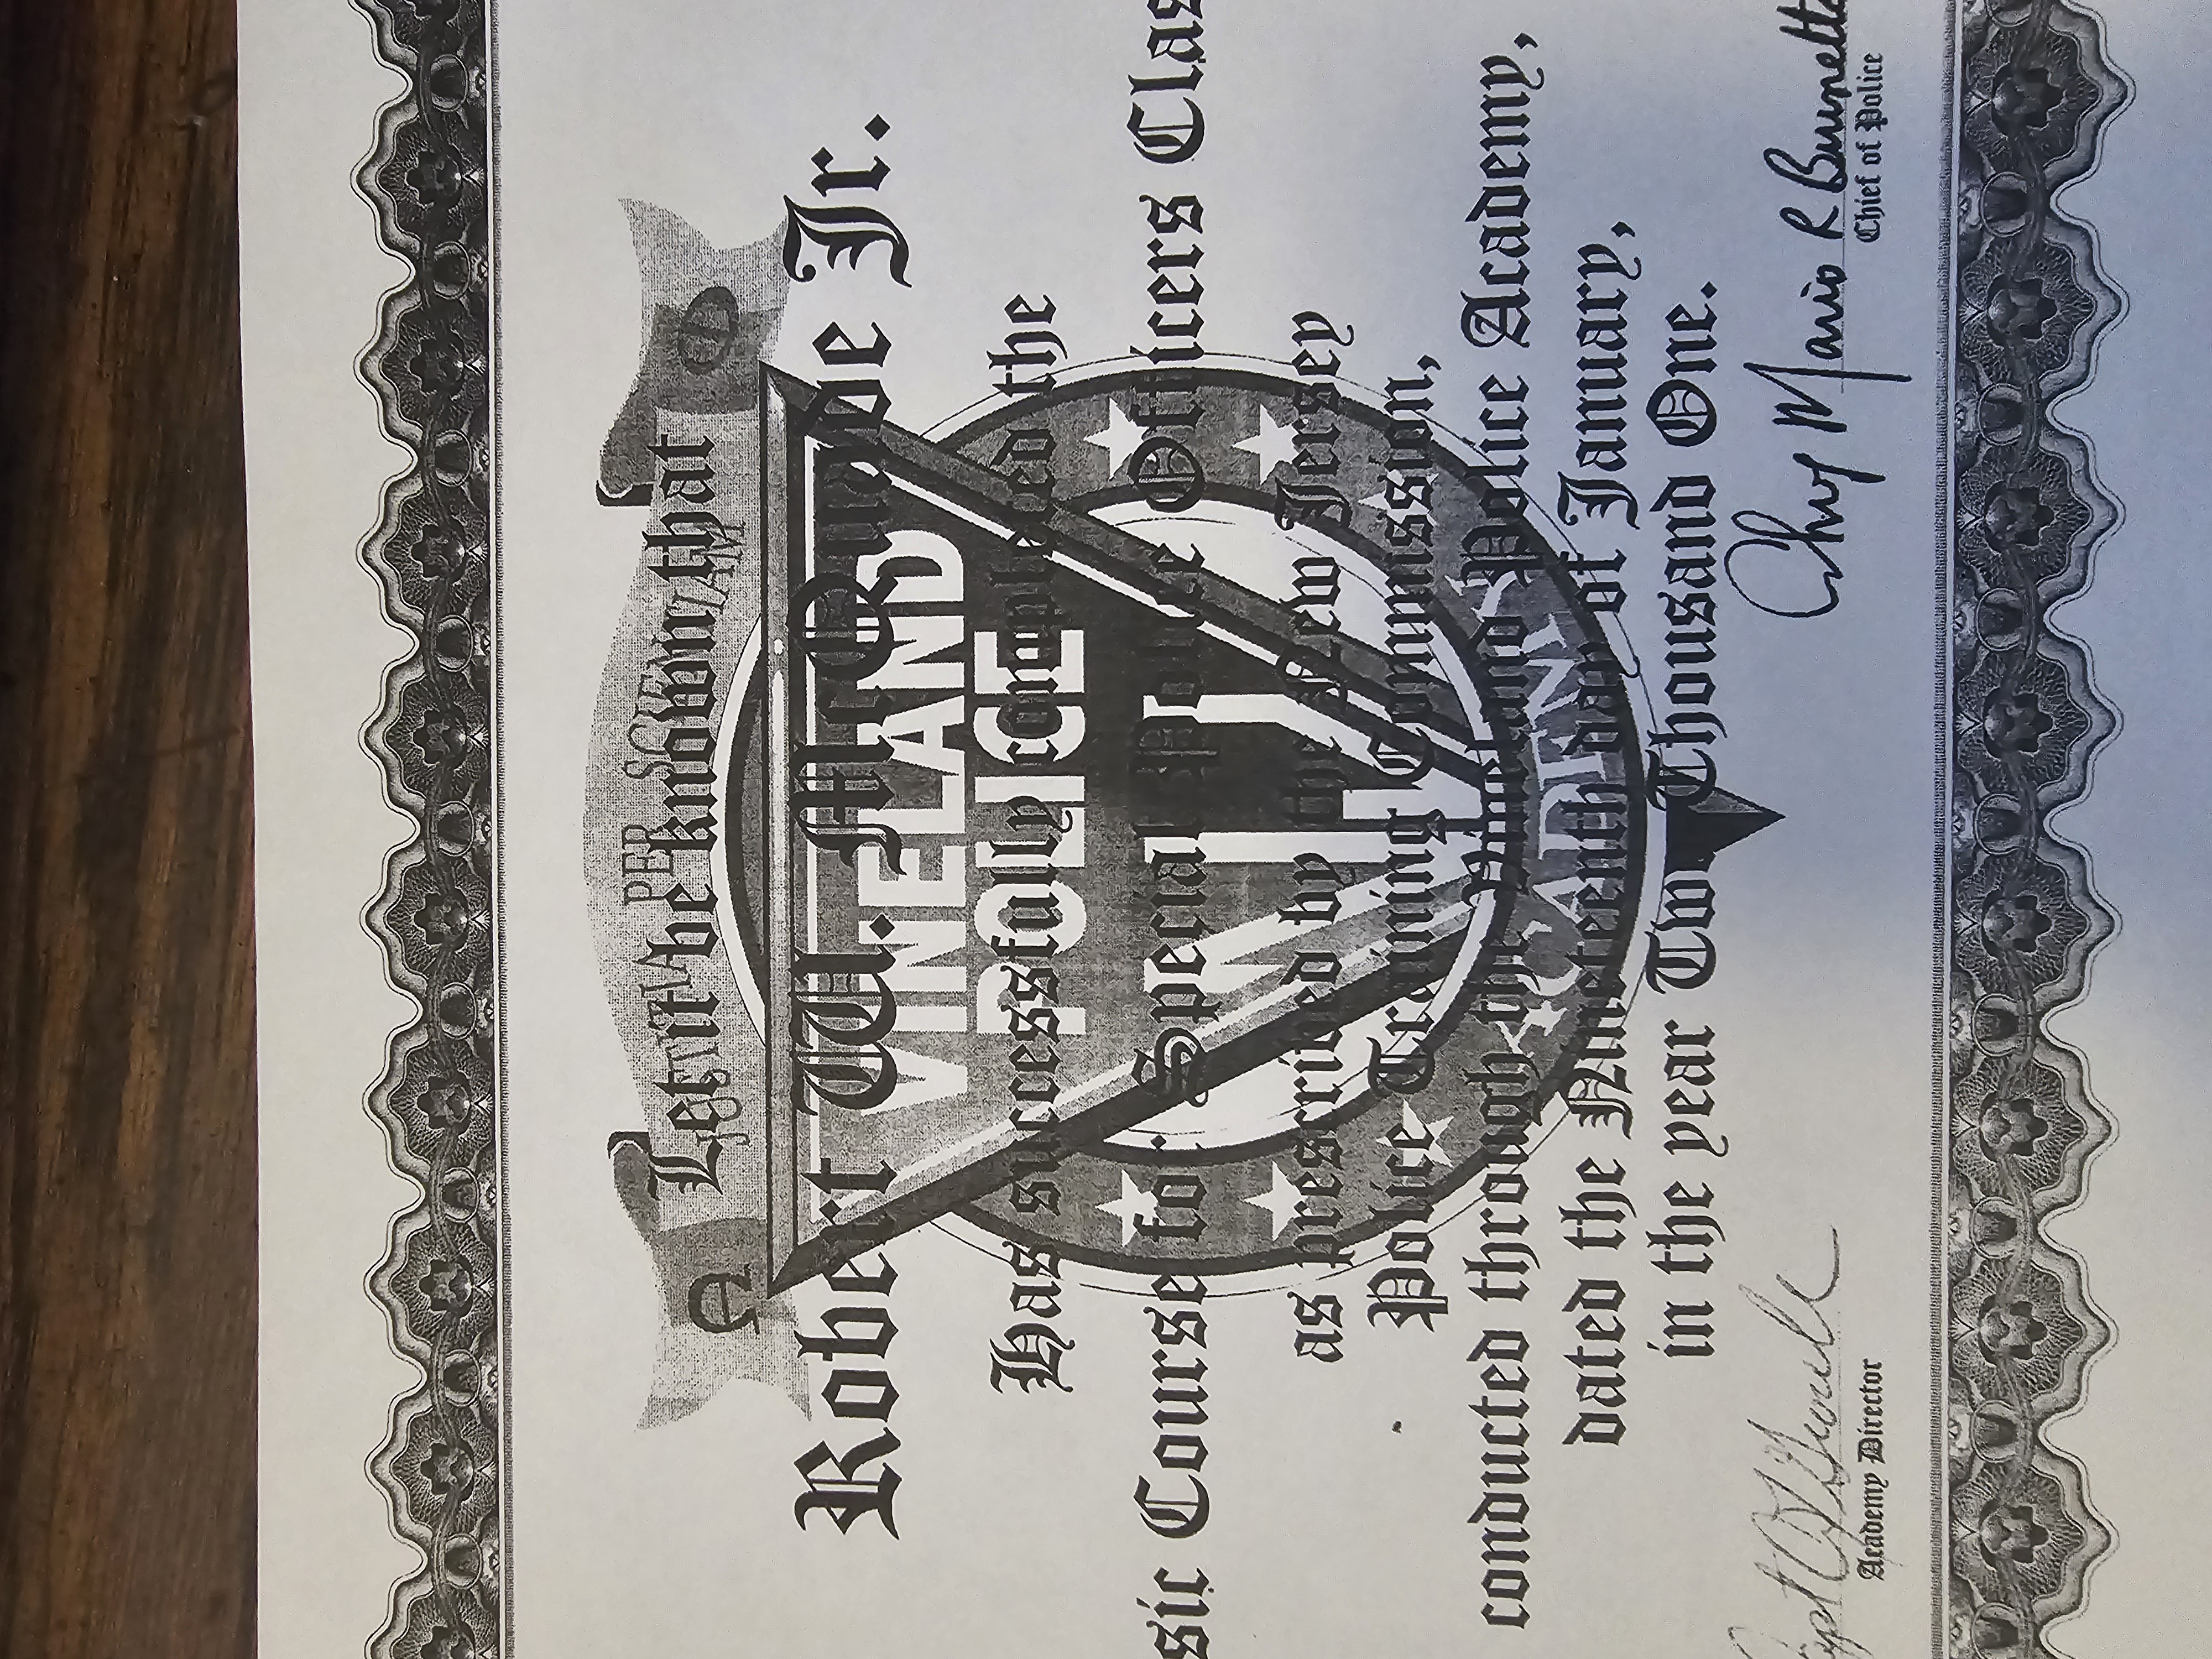 JUSTITIA PER SCIENTIAM
Let it be known that
Robert W. McQuade Jr.
VINELAND
POLICE
Has successfully completed the
sic Course for Special Police Officers Clas
NJ
as prescribed by the New Jersey
Police Training Commission,
conducted through the Vineland Police Academy,
ACADEMY
dated the Nineteenth day of January,
in the year Two Thousand One.
Mario R Brunetta
Academy Director
Chief of Police